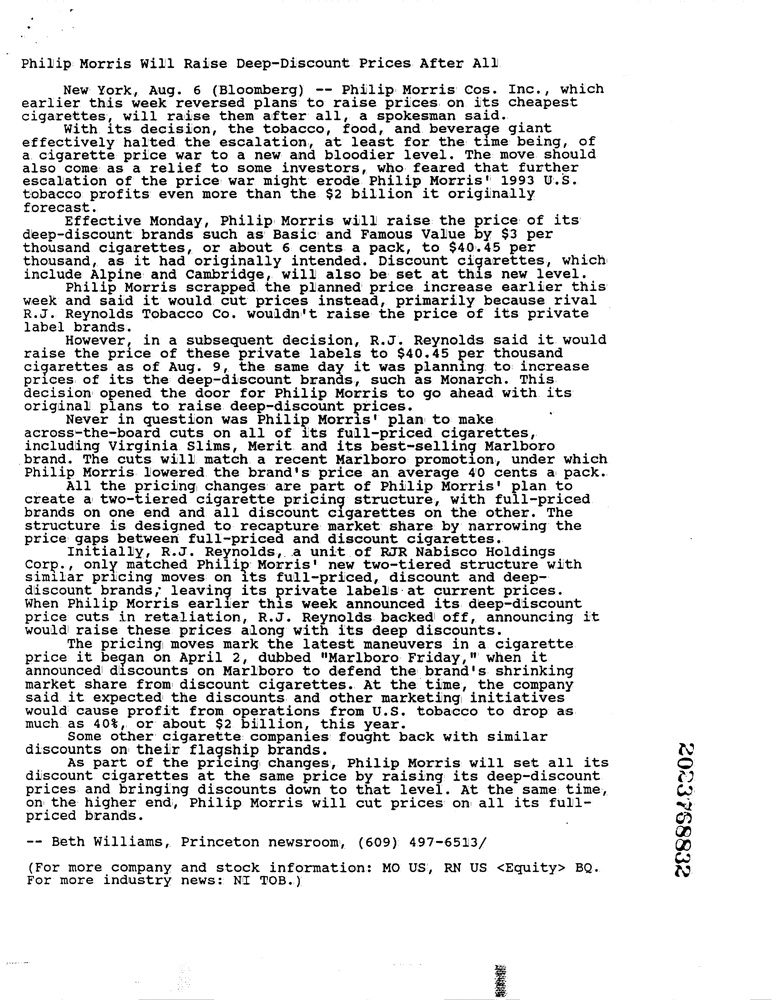 Philip Morris Will Raise Deep-Discount Prices After All
New York, Aug. 6 (Bloomberg) -- Philip Morris Cos. Inc., which
earlier this week reversed plans to raise prices on its cheapest
cigarettes, will raise them after all, a spokesman said.
With its decision, the tobacco, food, and beverage giant
effectively halted the escalation, at least for the time being, of
a cigarette price war to a new and bloodier level. The move should
also come as a relief to some investors, who feared that further
escalation of the price war might erode Philip Morris' 1993 U.S.
tobacco profits even more than the $2 billion it originally
forecast.
Effective Monday, Philip Morris will raise the price of its
deep-discount brands such as Basic and Famous Value by $3 per
thousand cigarettes, or about 6 cents a pack, to $40.45 per
thousand, as it had originally intended. Discount cigarettes, which
include Alpine and Cambridge, will also be set at this new level.
Philip Morris scrapped the planned price increase earlier this
week and said it would cut prices instead, primarily because rival
R.J. Reynolds Tobacco Co. wouldn't raise the price of its private
label brands.
However, in a subsequent decision, R.J. Reynolds said it would
raise the price of these private labels to $40.45 per thousand
cigarettes as of Aug. 9, the same day it was planning to increase
prices of its the deep-discount brands, such as Monarch. This
decision opened the door for Philip Morris to go ahead with its
original plans to raise deep-discount prices.
Never in question was Philip Morris' plan to make
across-the-board cuts on all of its full-priced cigarettes,
including Virginia Slims, Merit and its best-selling Marlboro
brand. The cuts will match a recent Marlboro promotion, under which
Philip Morris lowered the brand's price an average 40 cents a pack.
All the pricing changes are part of Philip Morris' plan to
create a two-tiered cigarette pricing structure, with full-priced
brands on one end and all discount cigarettes on the other. The
structure is designed to recapture market share by narrowing the
price gaps between full-priced and discount cigarettes.
Initially, R.J. Reynolds, a unit of RJR Nabisco Holdings
Corp., only matched Philip Morris' new two-tiered structure with
similar pricing moves on its full-priced, discount and deep-
discount brands, leaving its private labels at current prices.
When Philip Morris earlier this week announced its deep-discount
price cuts in retaliation, R.J. Reynolds backed off, announcing it
would raise these prices along with its deep discounts.
The pricing moves mark the latest maneuvers in a cigarette
price it began on April 2, dubbed "Marlboro Friday," when it
announced discounts on Marlboro to defend the brand's shrinking
market share from discount cigarettes. At the time, the company
said it expected the discounts and other marketing initiatives
would cause profit from operations from U.S. tobacco to drop as
much as 40%, or about $2 billion, this year.
Some other cigarette companies fought back with similar
discounts on their flagship brands.
As part of the pricing changes, Philip Morris will set all its
discount cigarettes at the same price by raising its deep-discount
prices and bringing discounts down to that level. At the same time,
on the higher end, Philip Morris will cut prices on all its full-
priced brands.
-- Beth Williams, Princeton newsroom, (609) 497-6513/
(For more company and stock information: MO US, RN US <Equity> BQ.
For more industry news: NI TOB.)
2023768832